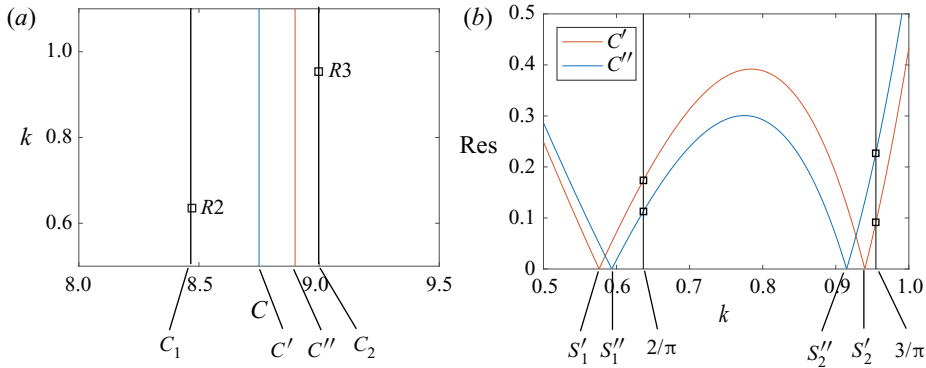 (a)
1.1
1.0
R3
k
0.8
R2
0.6
8.0
8.5
9.0
9.5
C
C₁
C′
C″
C₂
(b)
0.5
C′
C″
0.4
0.3
Res
0.2
0.1
0
0.5
0.6
0.7
0.8
0.9
1.0
k
S′₁
S″₁
2/π
S″₂
S′₂
3/π